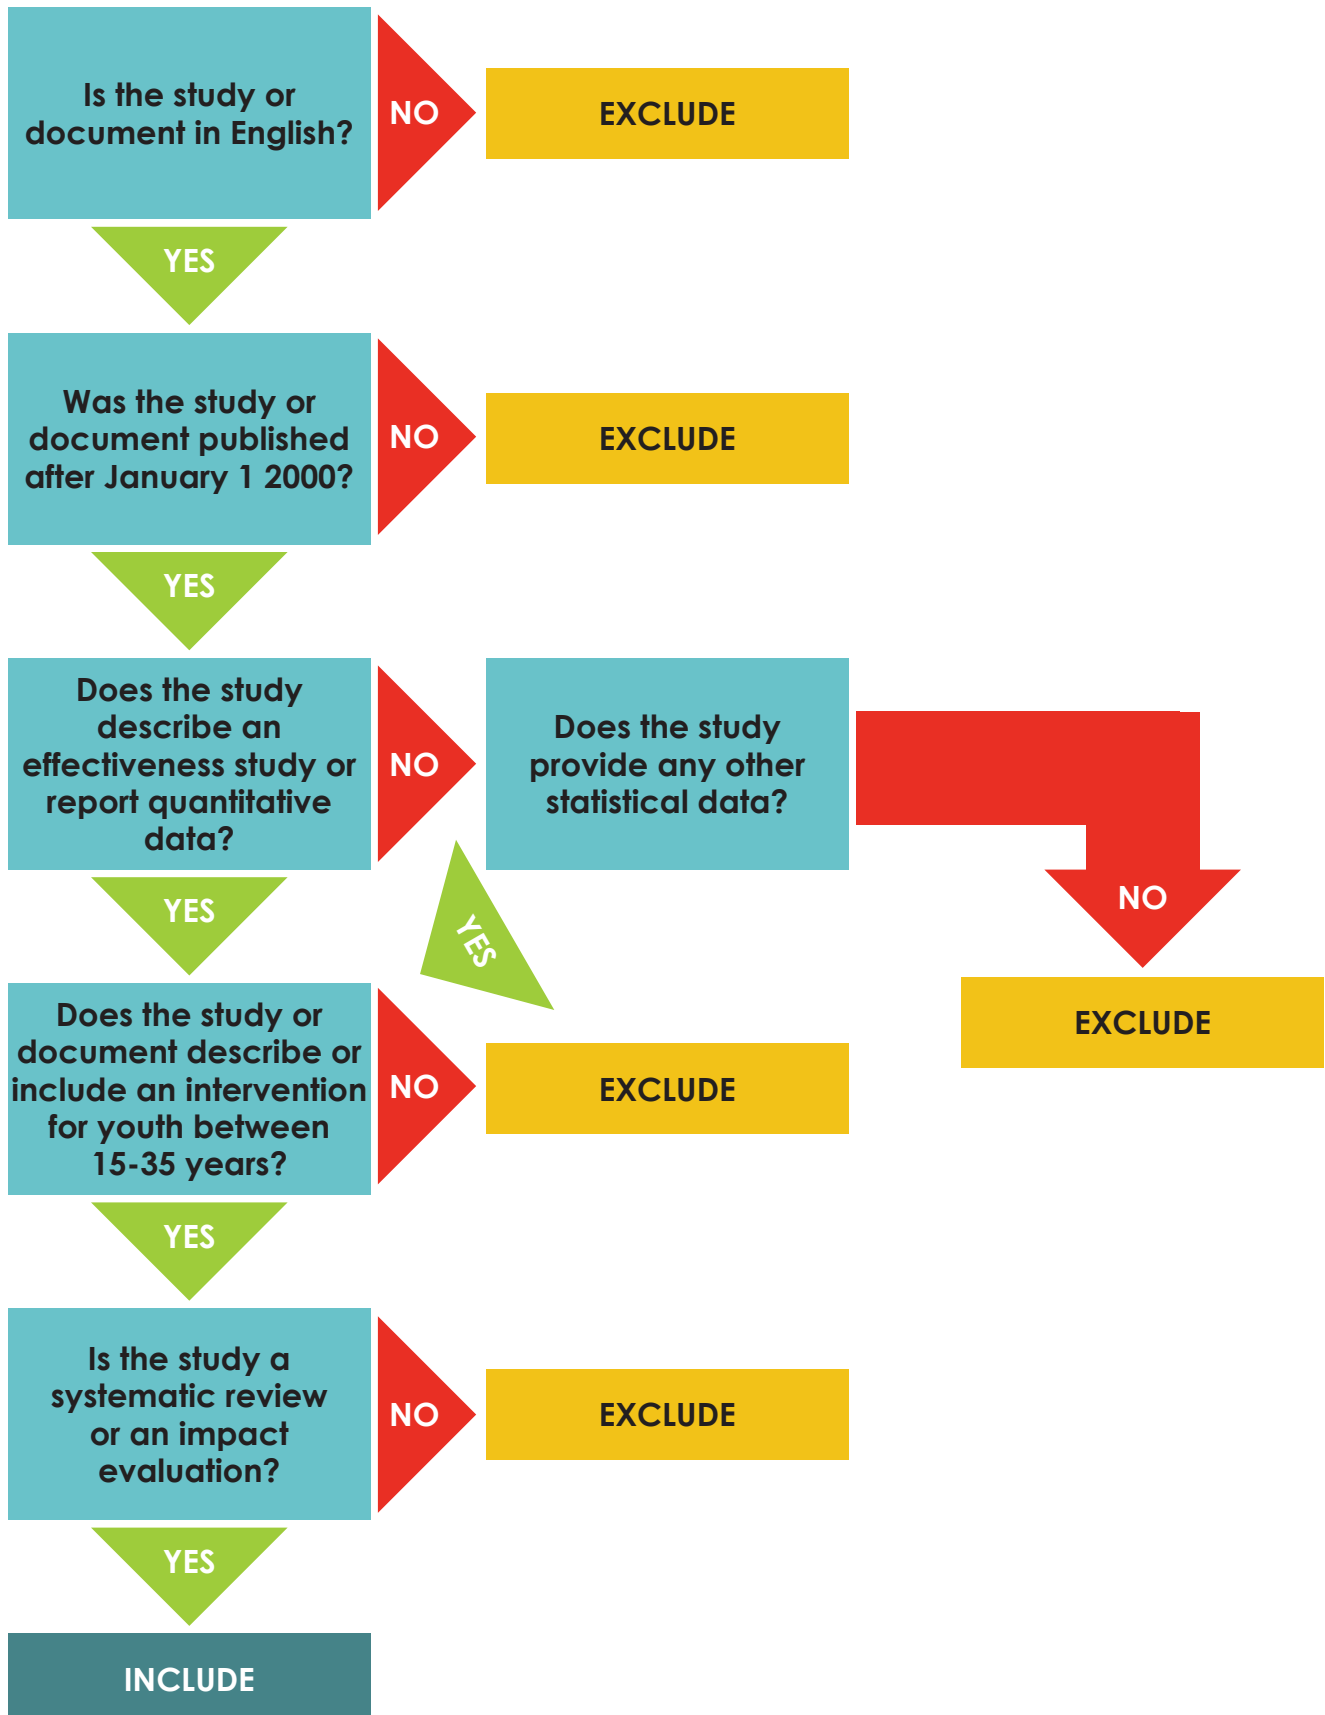 Is the study or
document in English?
NO
EXCLUDE
YES
Was the study or
document published
after January 1 2000?
NO
EXCLUDE
YES
Does the study
describe an
effectiveness study or
report quantitative
data?
NO
Does the study
provide any other
statistical data?
NO
EXCLUDE
YES
YES
Does the study or
document describe or
include an intervention
for youth between
15-35 years?
NO
EXCLUDE
YES
Is the study a
systematic review
or an impact
evaluation?
NO
EXCLUDE
YES
INCLUDE